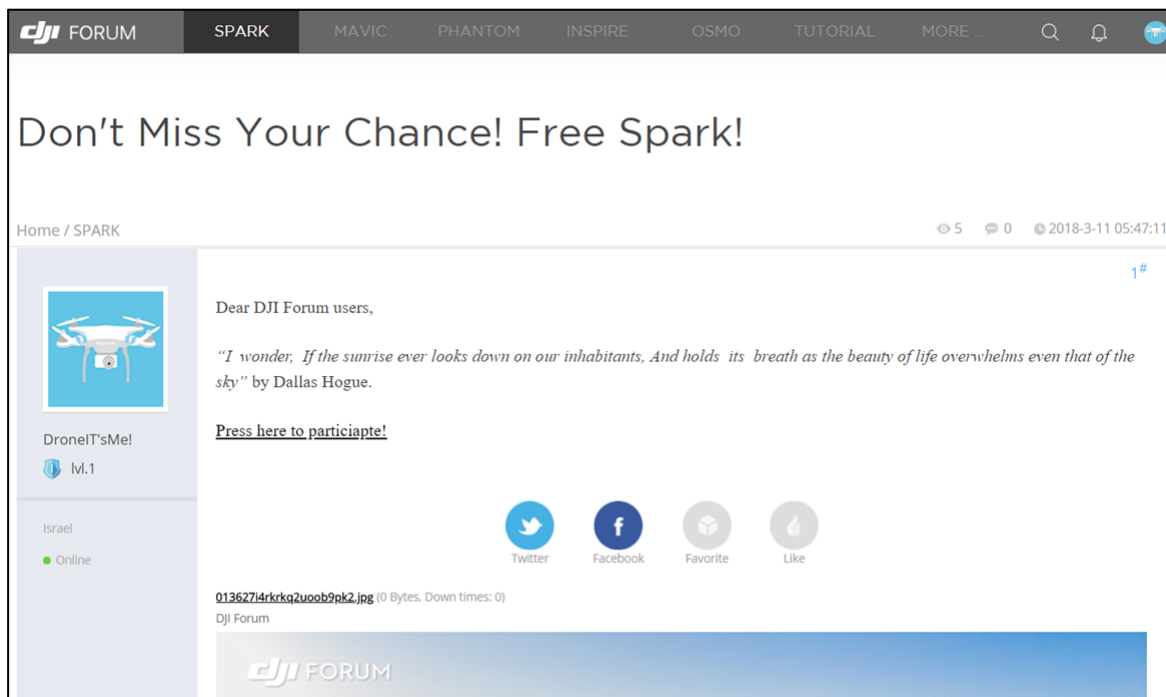 dji FORUM SPARK MAVIC PHANTOM INSPIRE OSMO TUTORIAL MORE ...
Don't Miss Your Chance! Free Spark!
Home / SPARK 5 0 2018-3-11 05:47:11
1#
Dear DJI Forum users,
“I wonder, If the sunrise ever looks down on our inhabitants, And holds its breath as the beauty of life overwhelms even that of the
sky” by Dallas Hogue.
Press here to particiapte!
DroneIT'sMe!
lvl.1
Israel
Online
Twitter Facebook Favorite Like
013627i4rkrkq2uoob9pk2.jpg (0 Bytes, Down times: 0)
DJI Forum
dji FORUM